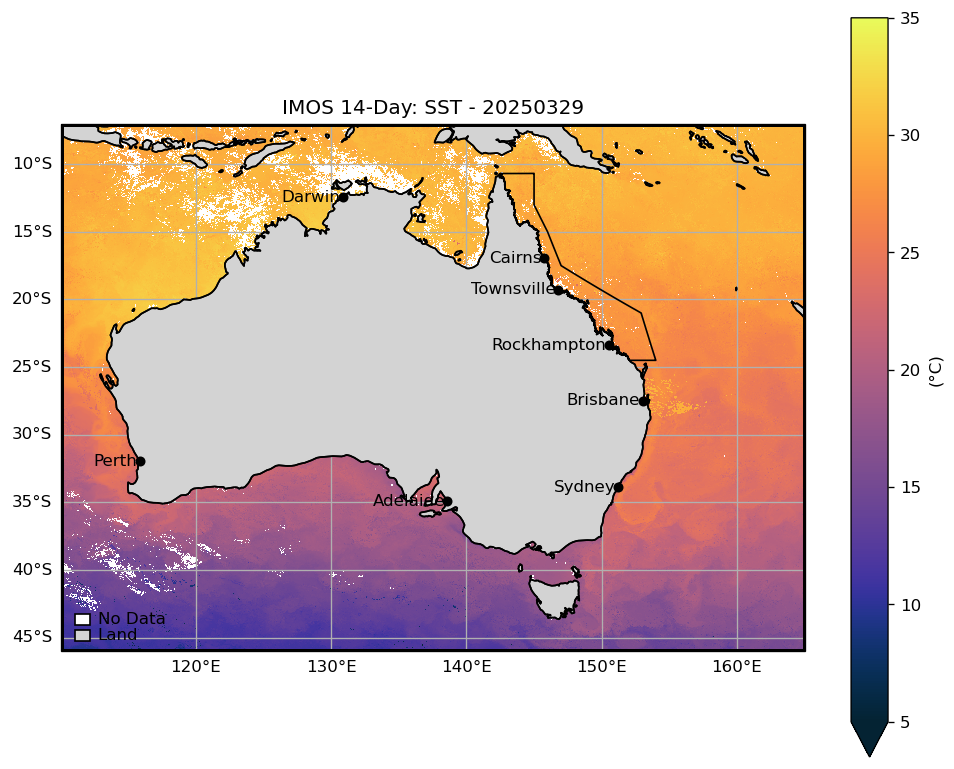 IMOS 14-Day: SST - 20250329
35
30
25
20
15
10
5
(°C)
10°S
15°S
20°S
25°S
30°S
35°S
40°S
45°S
Darwin
Cairns
Townsville
Rockhampton
Brisbane
Perth
Sydney
Adelaide
No Data
Land
120°E
130°E
140°E
150°E
160°E